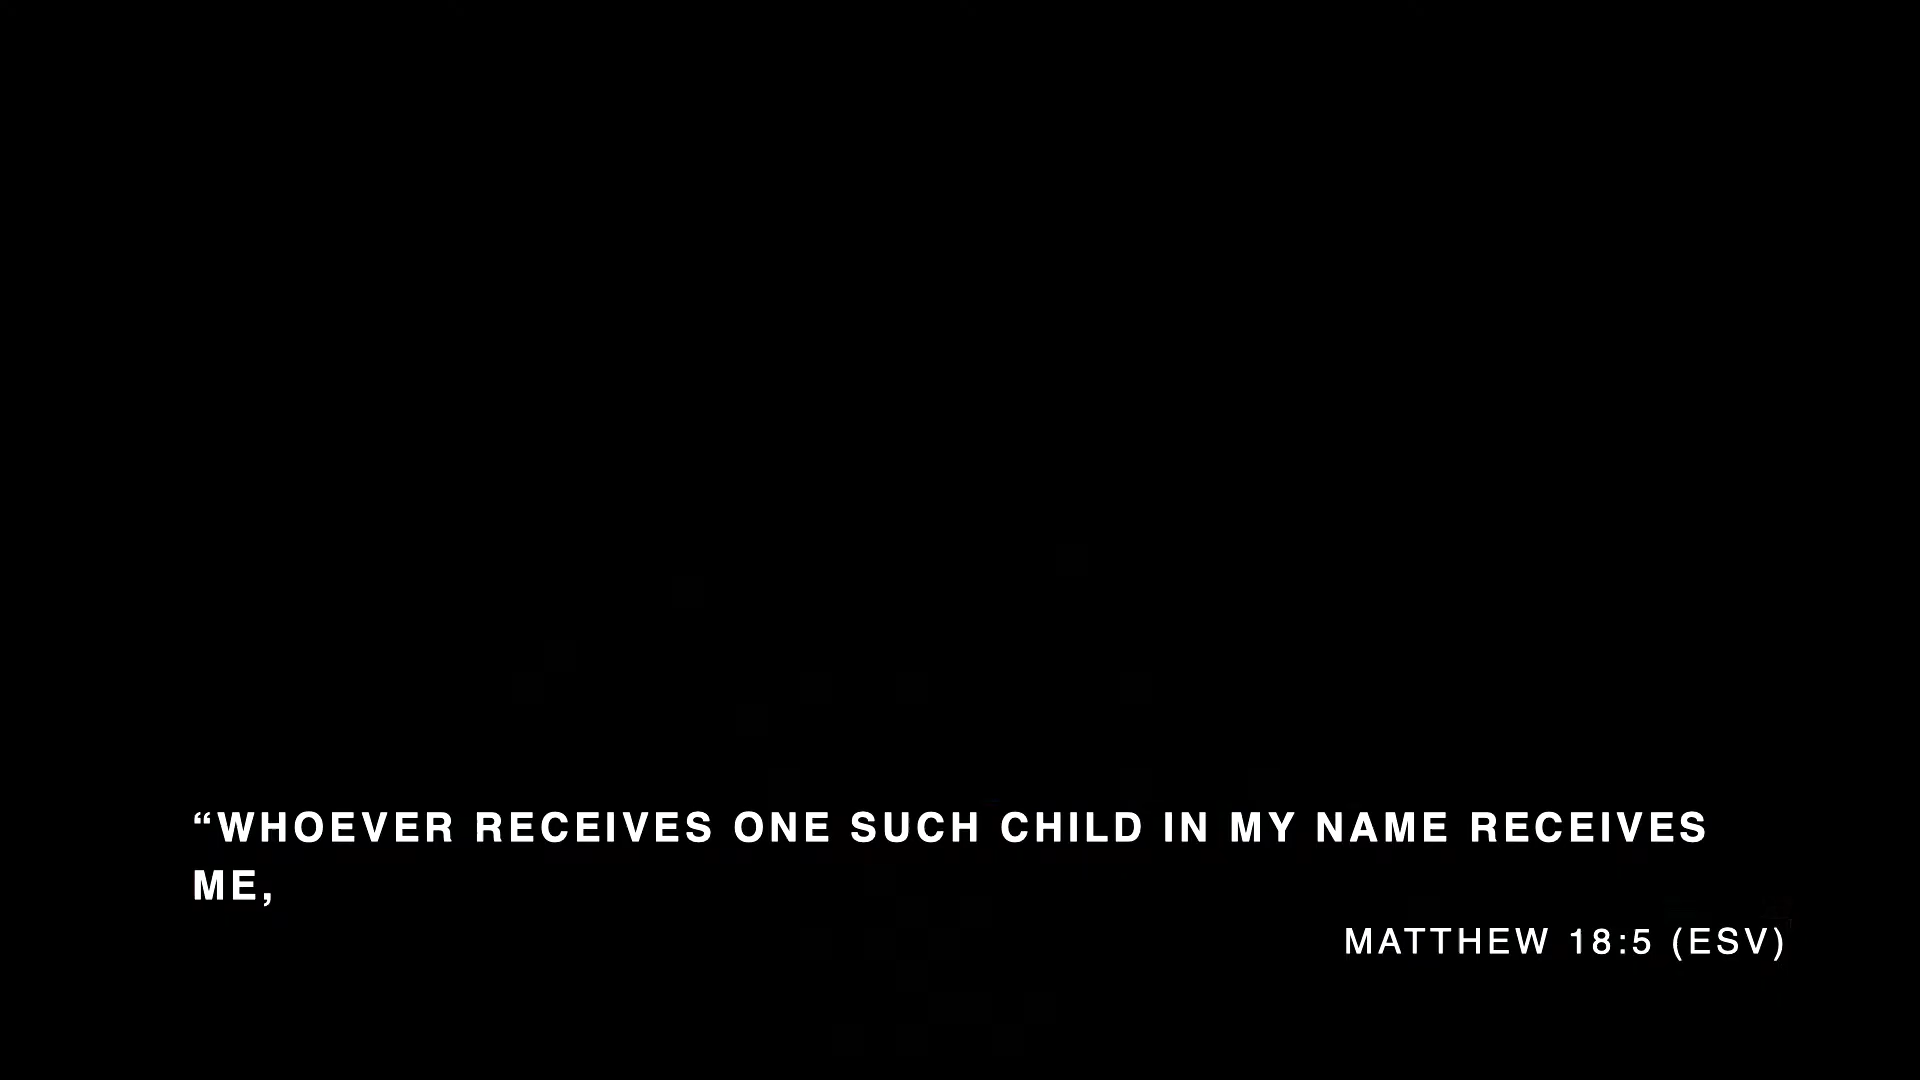 “WHOEVER RECEIVES ONE SUCH CHILD IN MY NAME RECEIVES
ME,
MATTHEW 18:5 (ESV)